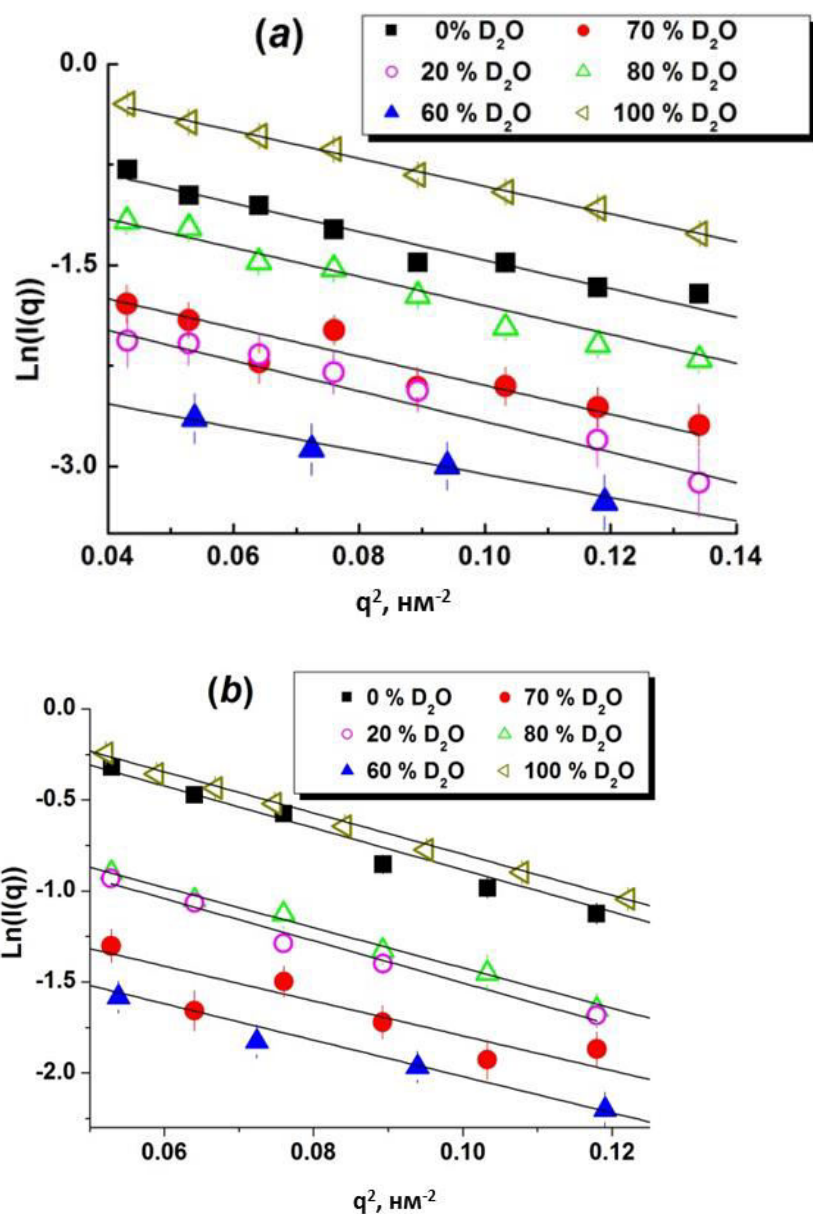 (a)
0% D₂O 70 % D₂O
20 % D₂O 80 % D₂O
60 % D₂O 100 % D₂O
0.0
-1.5
-3.0
Ln(I(q))
0.04 0.06 0.08 0.10 0.12 0.14
q², нм⁻²
(b)
0 % D₂O 70 % D₂O
20 % D₂O 80 % D₂O
60 % D₂O 100 % D₂O
0.0
-0.5
-1.0
-1.5
-2.0
Ln(I(q))
0.06 0.08 0.10 0.12
q², нм⁻²